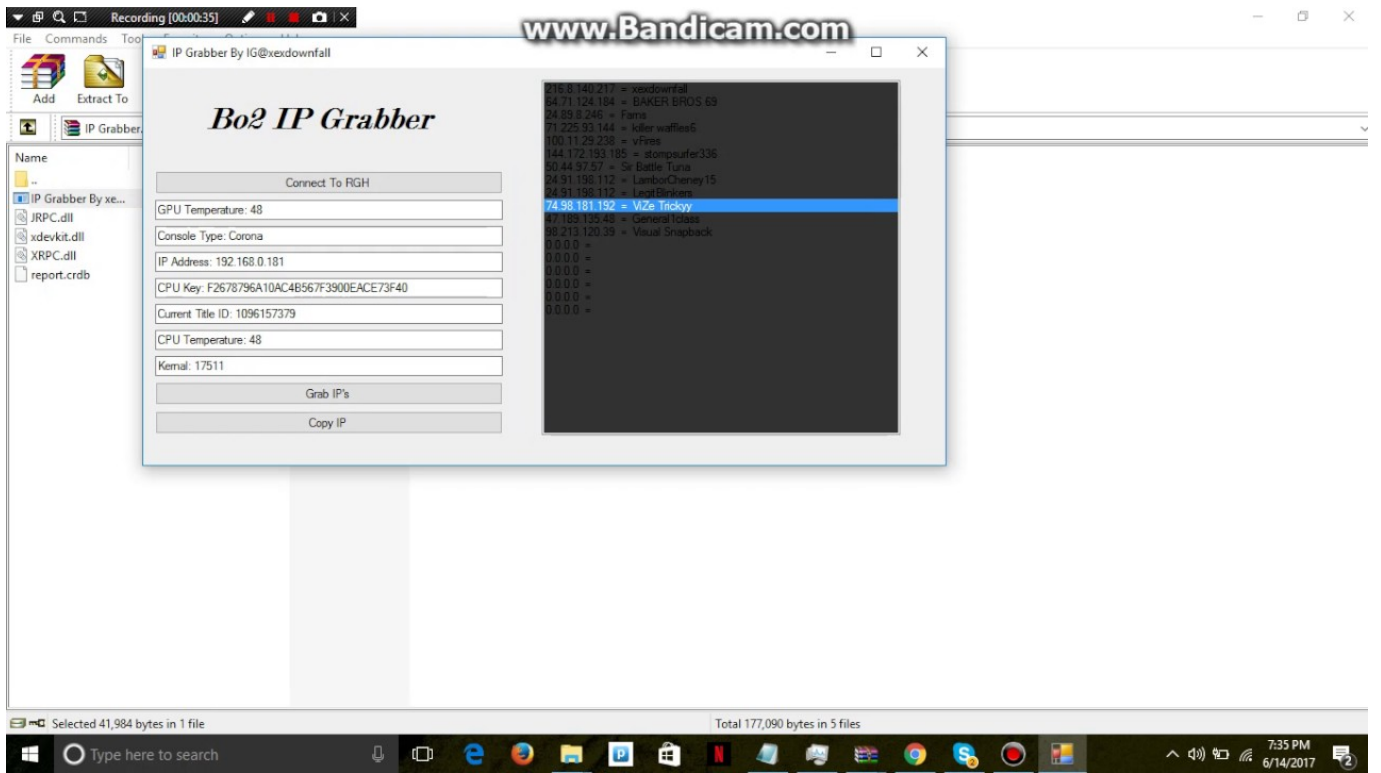 Recording [00:00:35]
www.Bandicam.com
File Commands
IP Grabber By IG@xexdownfall
Add
Extract To
Bo2 IP Grabber
IP Grabber
Name
..
IP Grabber By xe...
JRPC.dll
xdevkit.dll
XRPC.dll
report.crdb
Connect To RGH
GPU Temperature: 48
Console Type: Corona
IP Address: 192.168.0.181
CPU Key: F2678796A10AC4B567F3900EACE73F40
Current Title ID: 1096157379
CPU Temperature: 48
Kernal: 17511
Grab IP's
Copy IP
216.8.140.217 = xexdownfall
64.71.124.184 = BAKER BROS 69
24.89.8.246 = Fama
71.225.93.144 = killer waffles6
100.11.29.238 = vFires
144.172.193.185 = stompsurfer336
50.44.97.57 = Sir Battle Tuna
24.91.198.112 = LamborCheney15
24.91.198.112 = LegitBlinkers
74.98.181.192 = ViZe Trickyy
47.189.135.48 = General1class
98.213.120.39 = Visual Snapback
0.0.0.0 =
0.0.0.0 =
0.0.0.0 =
0.0.0.0 =
0.0.0.0 =
0.0.0.0 =
Selected 41,984 bytes in 1 file
Total 177,090 bytes in 5 files
Type here to search
7:35 PM
6/14/2017
2